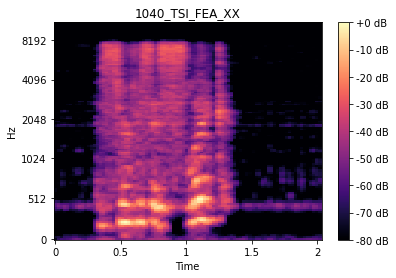 1040_TSI_FEA_XX
+0 dB
8192
-10 dB
4096
-20 dB
-30 dB
2048
Hz
-40 dB
1024
-50 dB
512
-60 dB
-70 dB
0
-80 dB
0 0.5 1 1.5 2
Time